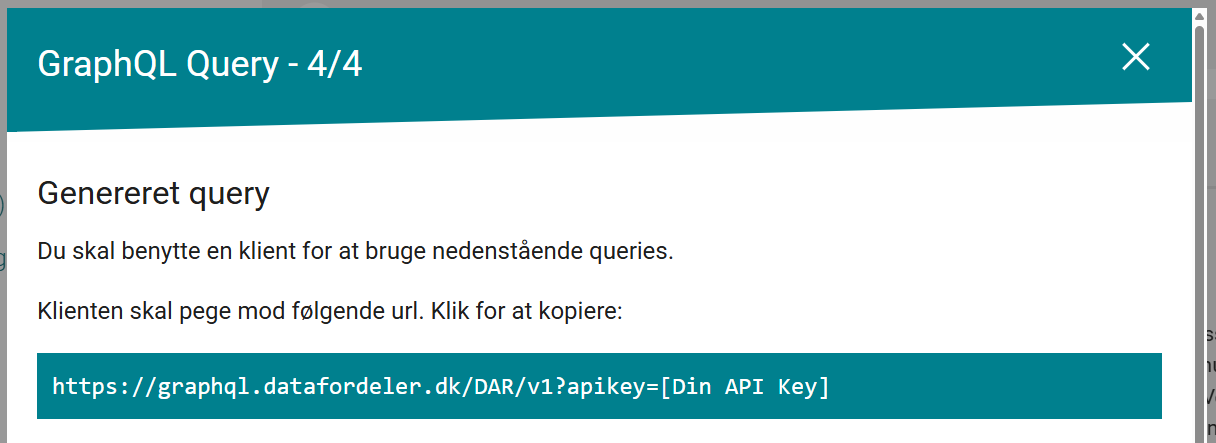 GraphQL Query - 4/4
Genereret query
Du skal benytte en klient for at bruge nedenstående queries.
Klienten skal pege mod følgende url. Klik for at kopiere:
https://graphql.datafordeler.dk/DAR/v1?apikey=[Din API Key]